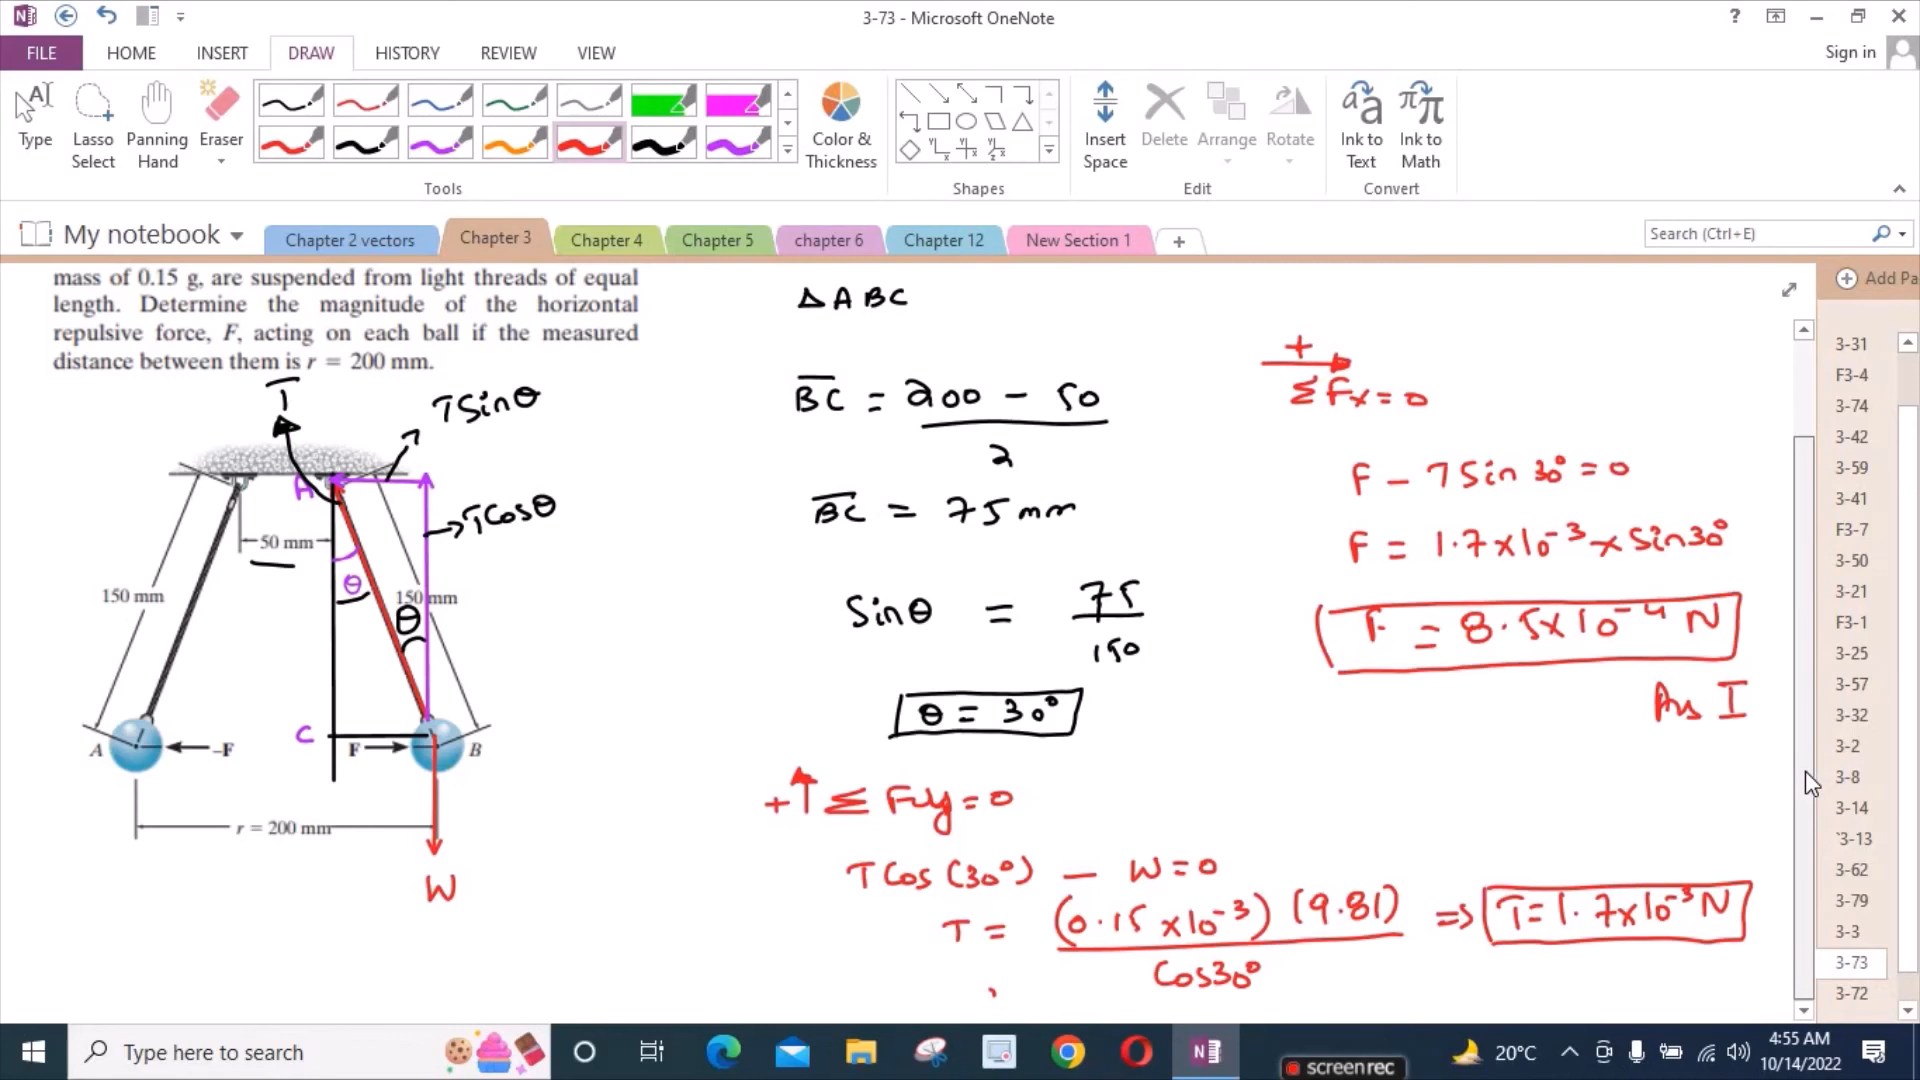 3-73 - Microsoft OneNote
FILE HOME INSERT DRAW HISTORY REVIEW VIEW
Sign in
Type
Lasso Select
Panning Hand
Eraser
Color & Thickness
Insert Space
Delete
Arrange
Rotate
Ink to Text
Ink to Math
Tools
Shapes
Edit
Convert
My notebook
Chapter 2 vectors
Chapter 3
Chapter 4
Chapter 5
chapter 6
Chapter 12
New Section 1
Search (Ctrl+E)
Add Pa
mass of 0.15 g, are suspended from light threads of equal
length. Determine the magnitude of the horizontal
repulsive force, F, acting on each ball if the measured
distance between them is r = 200 mm.
T
TSinθ
A
TCosθ
50 mm
θ
150 mm
150 mm
θ
C
A
-F
F
B
r = 200 mm
W
Δ A B C
BC = 200 - 50
2
BC = 75 mm
Sinθ = 75
150
θ = 30°
+↑ Σ Fy = 0
T Cos (30°) - W = 0
T = (0.15 x10-3) (9.81) => T = 1.7x10-3 N
Cos30°
+
Σ Fx = 0
F - T Sin 30° = 0
F = 1.7x10-3 x Sin30°
F = 8.5x10-4 N
Ans I
3-31
F3-4
3-74
3-42
3-59
3-41
F3-7
3-50
3-21
F3-1
3-25
3-57
3-32
3-2
3-8
3-14
`3-13
3-62
3-79
3-3
3-73
3-72
Type here to search
screenrec
20°C
4:55 AM
10/14/2022